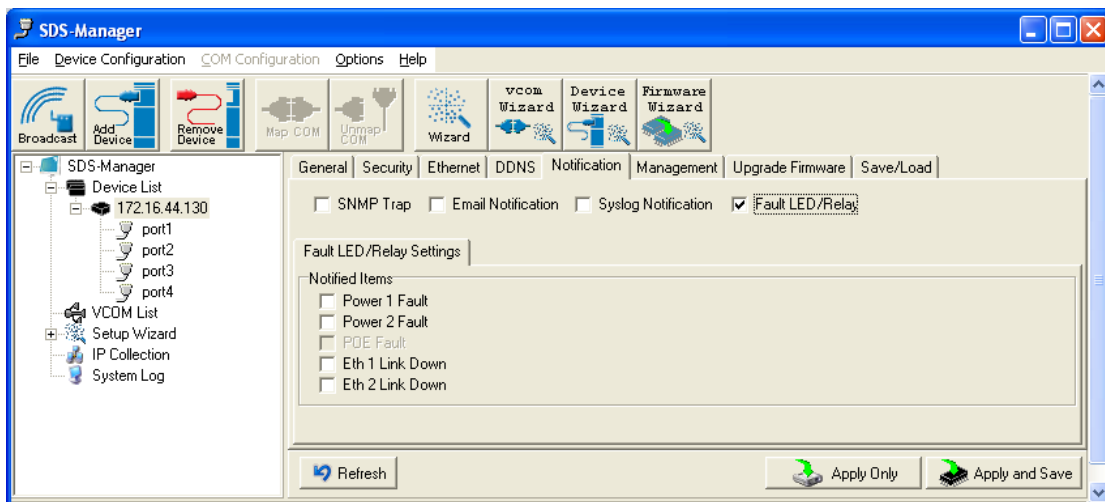 SDS-Manager
File Device Configuration COM Configuration Options Help
Broadcast
Add Device
Remove Device
Map COM
Unmap COM
Wizard
vcom Wizard
Device Wizard
Firmware Wizard
SDS-Manager
Device List
172.16.44.130
port1
port2
port3
port4
VCOM List
Setup Wizard
IP Collection
System Log
General Security Ethernet DDNS Notification Management Upgrade Firmware Save/Load
SNMP Trap Email Notification Syslog Notification Fault LED/Relay
Fault LED/Relay Settings
Notified Items
Power 1 Fault
Power 2 Fault
POE Fault
Eth 1 Link Down
Eth 2 Link Down
Refresh Apply Only Apply and Save